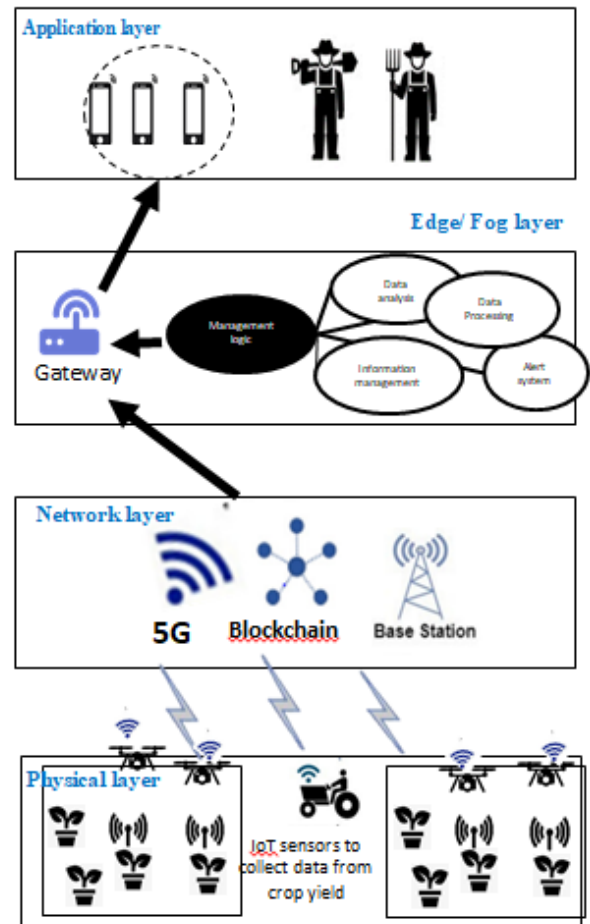 Application layer
Edge/ Fog layer
Data
analysis
Data
Processing
Management
logic
Information
management
Alert
system
Gateway
Network layer
5G
Blockchain
Base Station
Physical layer
IoT sensors to
collect data from
crop yield